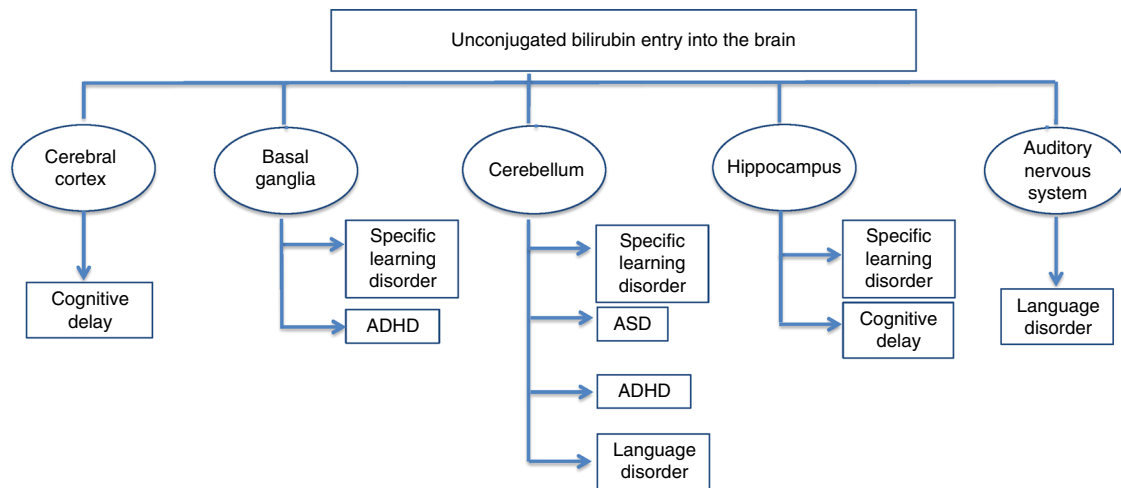 Unconjugated bilirubin entry into the brain
Cerebral
cortex
Basal
ganglia
Cerebellum
Hippocampus
Auditory
nervous
system
Cognitive
delay
Specific
learning
disorder
ADHD
Specific
learning
disorder
ASD
ADHD
Language
disorder
Specific
learning
disorder
Cognitive
delay
Language
disorder